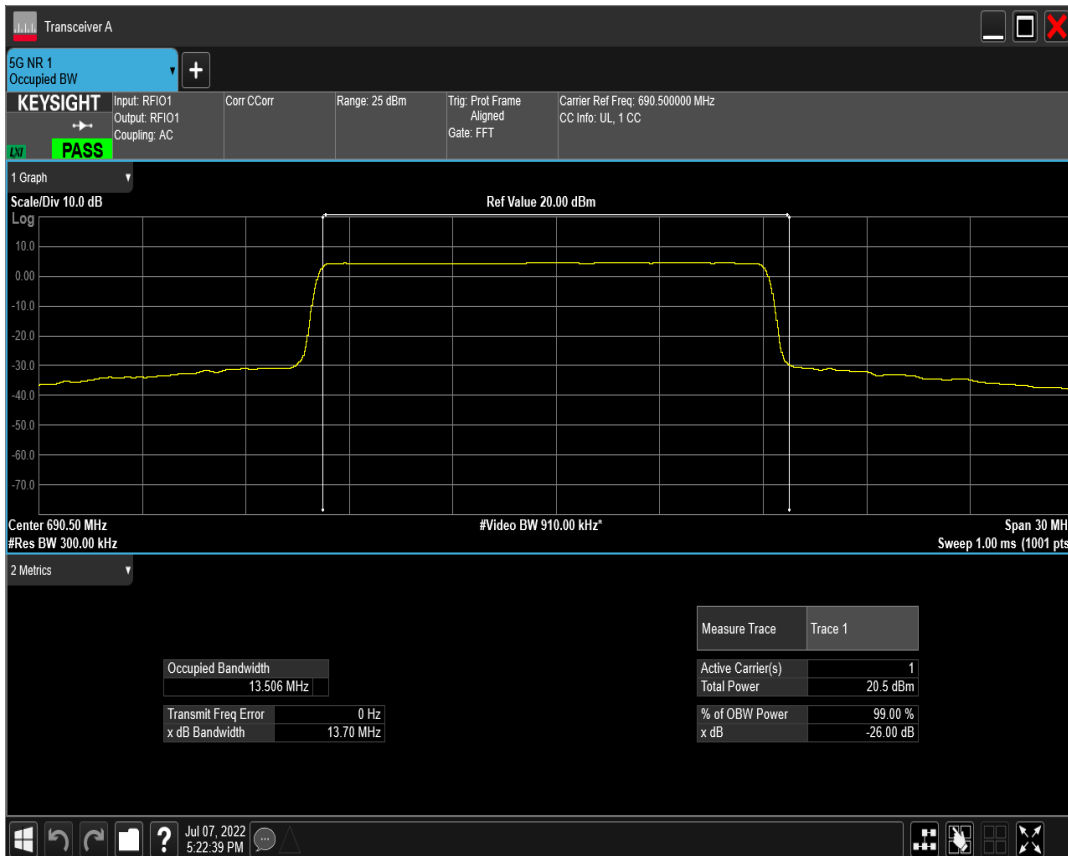 Transceiver A
5G NR 1
Occupied BW
+
KEYSIGHT
LXI
PASS
Input: RFIO1
Output: RFIO1
Coupling: AC
Corr CCorr
Range: 25 dBm
Trig: Prot Frame
Aligned
Gate: FFT
Carrier Ref Freq: 690.500000 MHz
CC Info: UL, 1 CC
1 Graph
Scale/Div 10.0 dB
Ref Value 20.00 dBm
Log
10.0
0.00
-10.0
-20.0
-30.0
-40.0
-50.0
-60.0
-70.0
Center 690.50 MHz
#Video BW 910.00 kHz*
Span 30 MH
#Res BW 300.00 kHz
Sweep 1.00 ms (1001 pts
2 Metrics
Measure Trace Trace 1
Occupied Bandwidth
13.506 MHz
Transmit Freq Error 0 Hz
x dB Bandwidth 13.70 MHz
Active Carrier(s) 1
Total Power 20.5 dBm
% of OBW Power 99.00 %
x dB -26.00 dB
?
Jul 07, 2022
5:22:39 PM